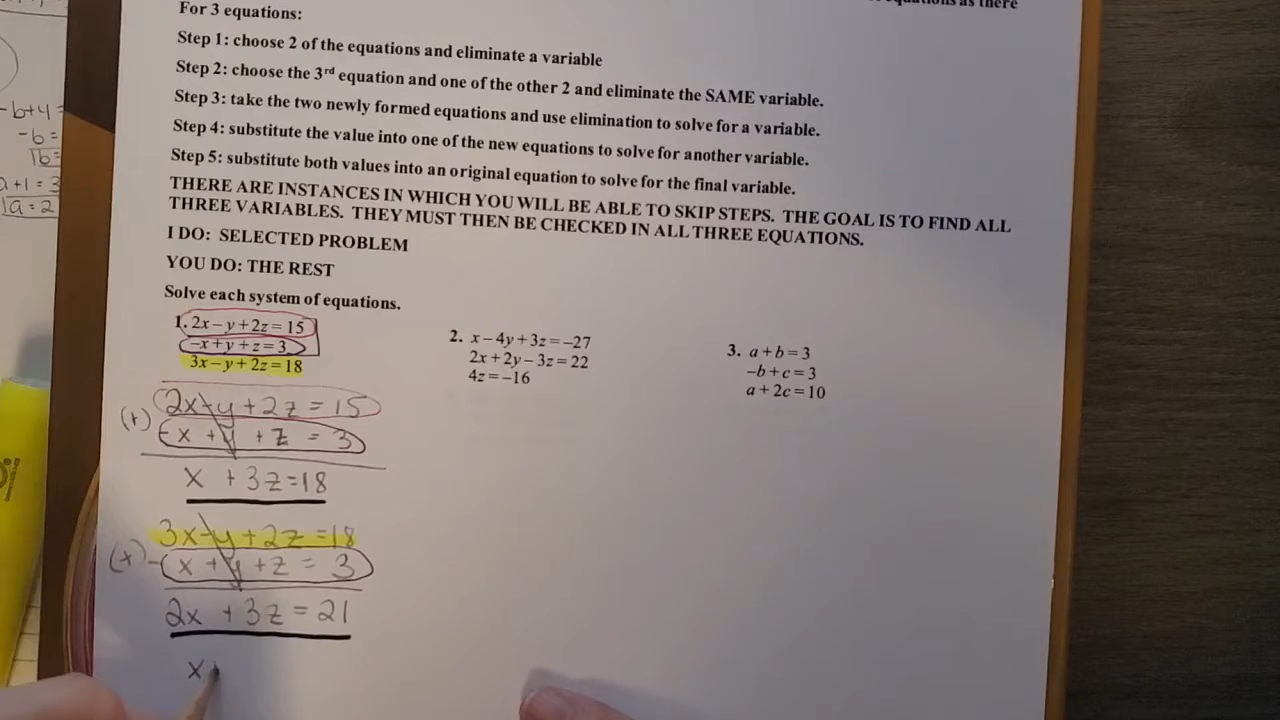 equations as there
For 3 equations:
Step 1: choose 2 of the equations and eliminate a variable
Step 2: choose the 3rd equation and one of the other 2 and eliminate the SAME variable.
Step 3: take the two newly formed equations and use elimination to solve for a variable.
Step 4: substitute the value into one of the new equations to solve for another variable.
Step 5: substitute both values into an original equation to solve for the final variable.
THERE ARE INSTANCES IN WHICH YOU WILL BE ABLE TO SKIP STEPS. THE GOAL IS TO FIND ALL
THREE VARIABLES. THEY MUST THEN BE CHECKED IN ALL THREE EQUATIONS.
I DO: SELECTED PROBLEM
YOU DO: THE REST
Solve each system of equations.
1. 2x – y + 2z = 15
–x + y + z = 3
3x – y + 2z = 18
2. x – 4y + 3z = –27
2x + 2y – 3z = 22
4z = –16
3. a + b = 3
–b + c = 3
a + 2c = 10
2x - y + 2z = 15
(+) -x + y + z = 3
x + 3z = 18
3x - y + 2z = 18
(+) -x + y + z = 3
2x + 3z = 21
x +
-b+4=
-b=
b=
a+1=3
a=2